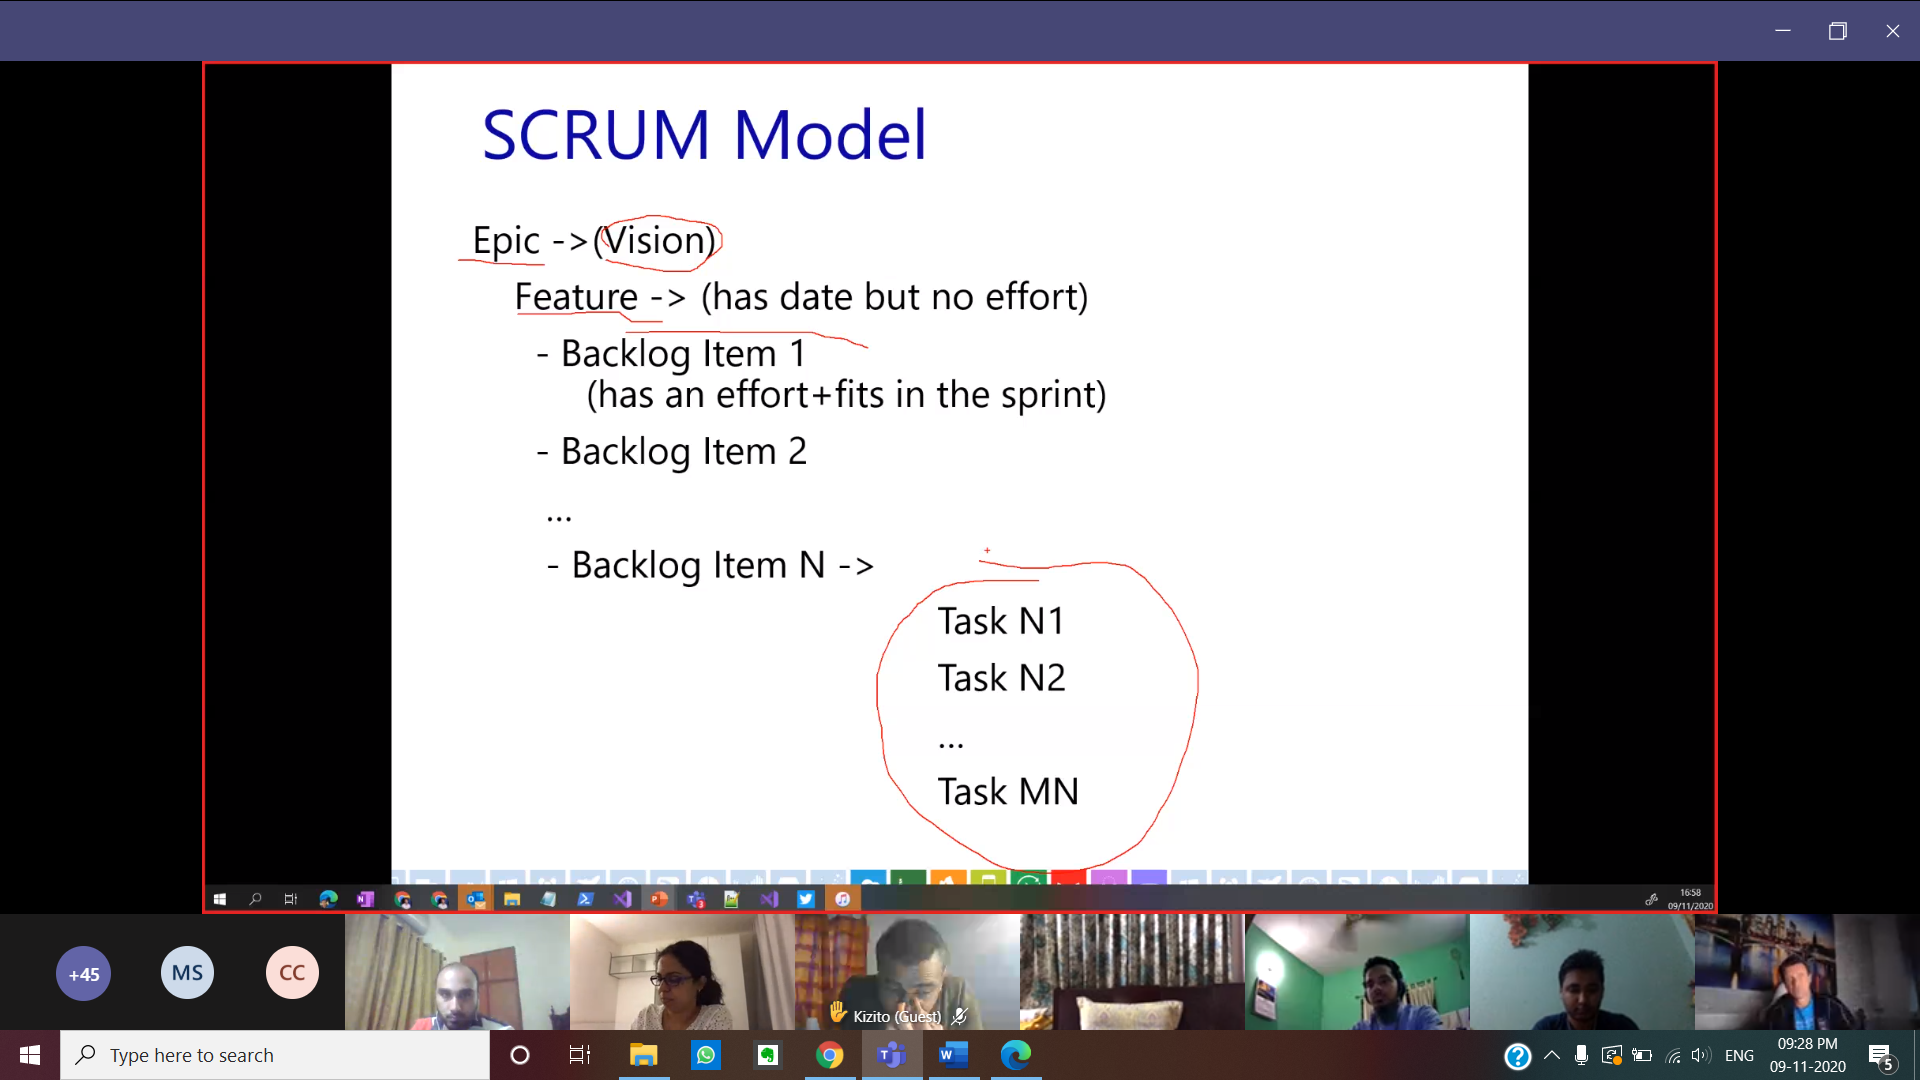 SCRUM Model
Epic ->(Vision)
Feature -> (has date but no effort)
- Backlog Item 1
(has an effort+fits in the sprint)
- Backlog Item 2
...
- Backlog Item N ->
Task N1
Task N2
...
Task MN
16:58
09/11/2020
+45
MS
CC
Kizito (Guest)
Type here to search
ENG
09:28 PM
09-11-2020
5